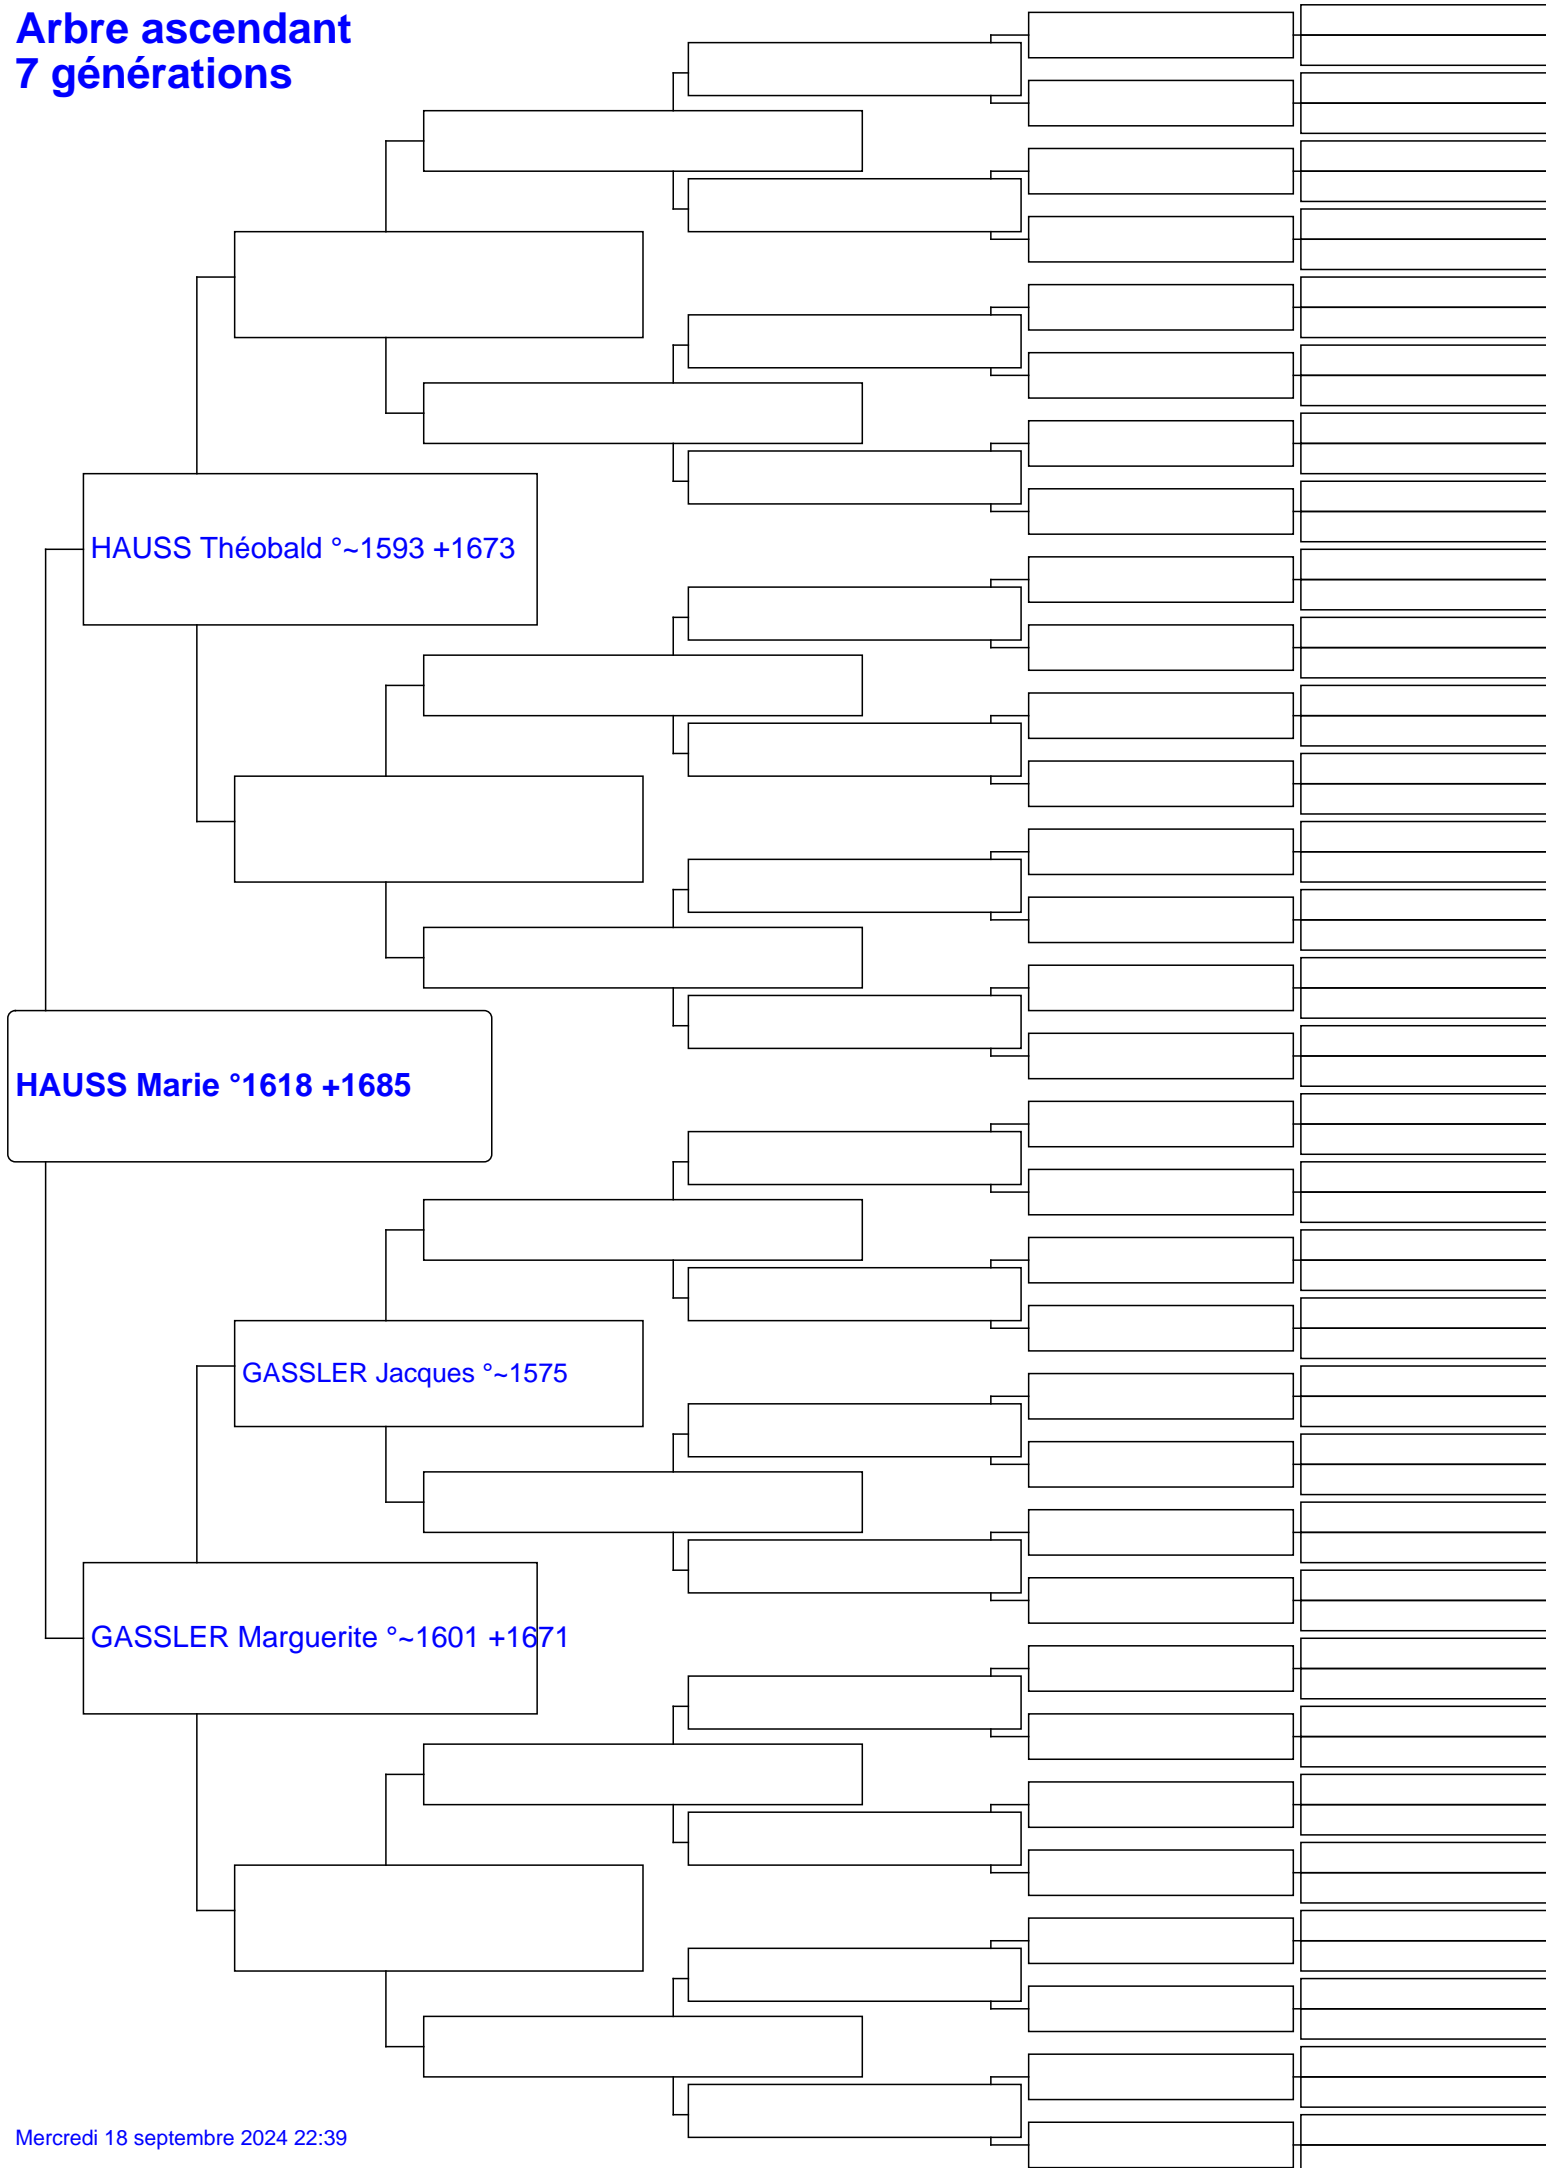 Arbre ascendant
7 générations
HAUSS Théobald °~1593 +1673
HAUSS Marie °1618 +1685
GASSLER Jacques °~1575
GASSLER Marguerite °~1601 +1671
Mercredi 18 septembre 2024 22:39